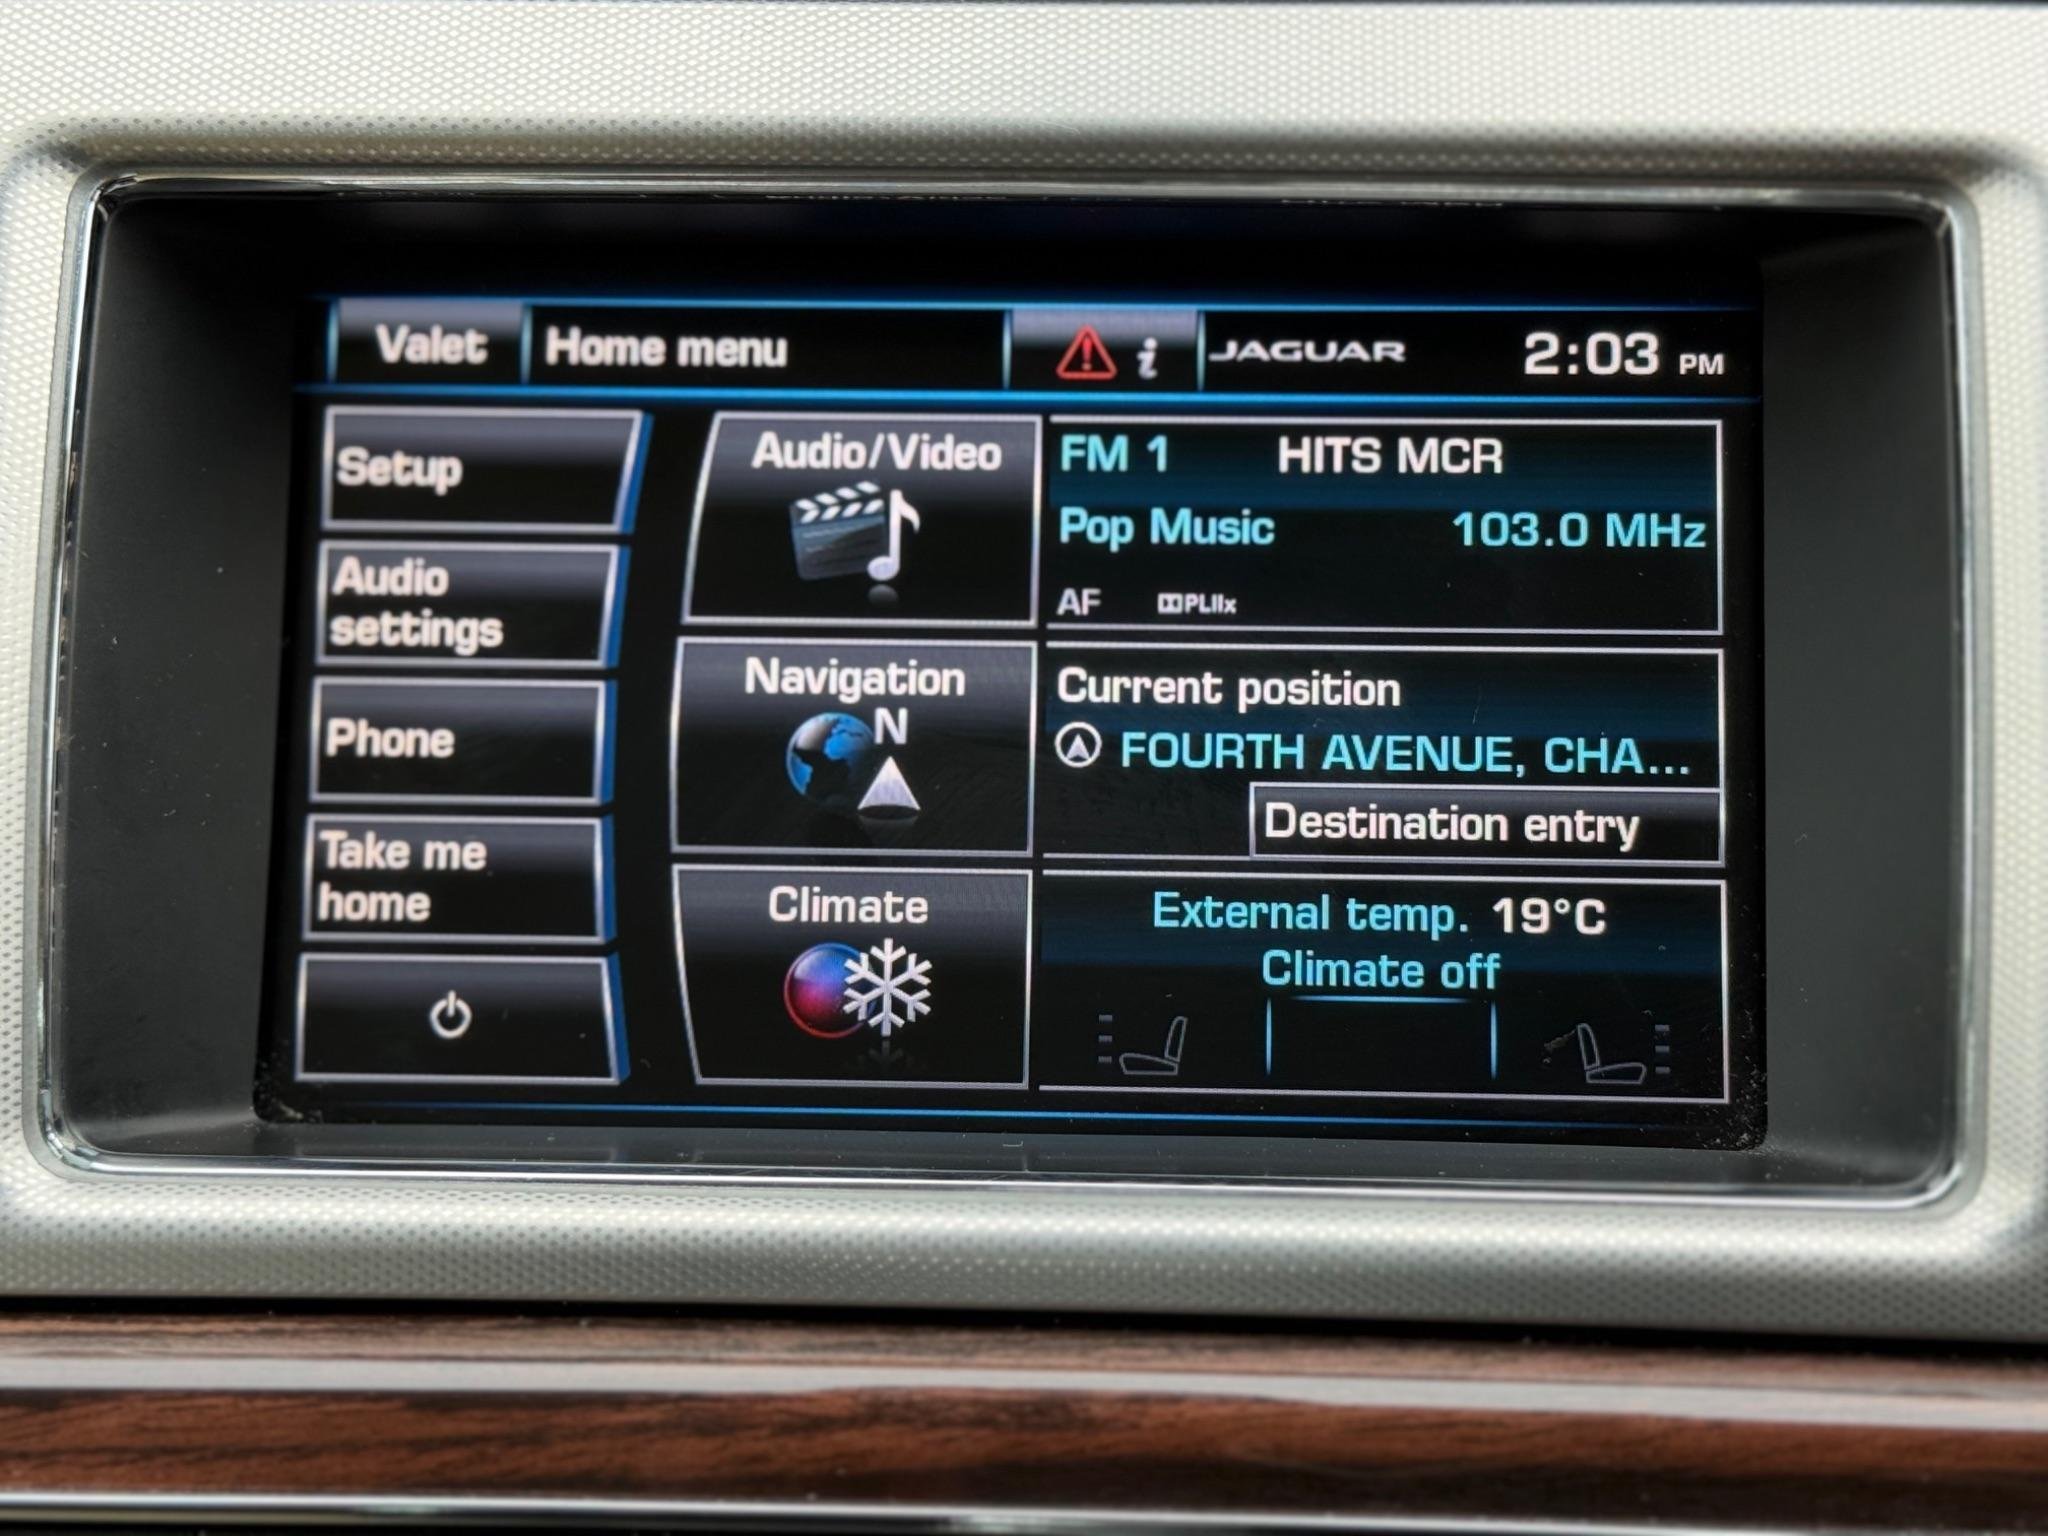 Valet
Home menu
i
JAGUAR
2:03 PM
Setup
Audio
settings
Phone
Take me
home
Audio/Video
Navigation
N
Climate
FM 1 HITS MCR
Pop Music 103.0 MHz
AF PLIIx
Current position
FOURTH AVENUE, CHA...
Destination entry
External temp. 19°C
Climate off